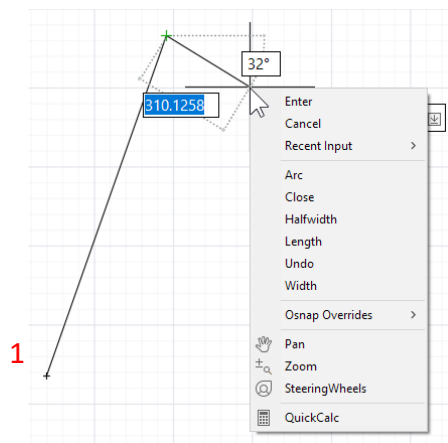 32°
310.1258
Enter
Cancel
Recent Input
Arc
Close
Halfwidth
Length
Undo
Width
Osnap Overrides
Pan
Zoom
SteeringWheels
QuickCalc
1